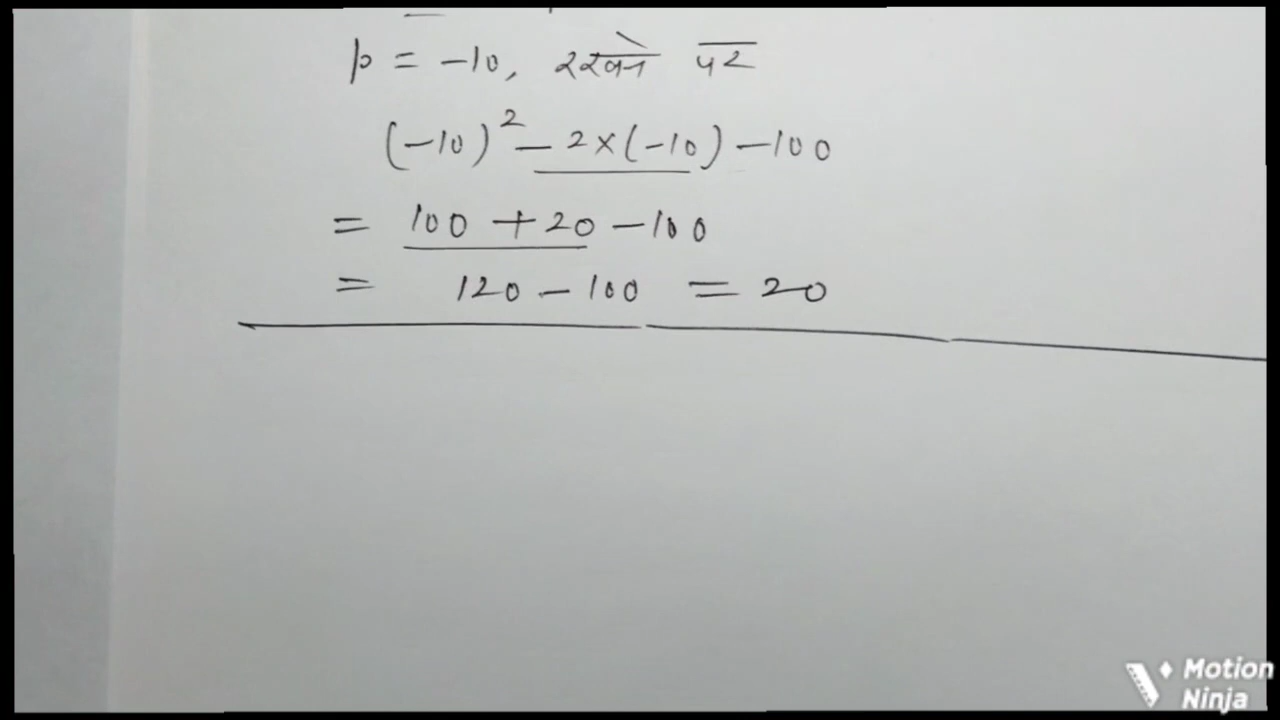 p = -10, रखने पर
(-10)² - 2×(-10) - 100
= 100 + 20 - 100
= 120 - 100 = 20
Motion
Ninja